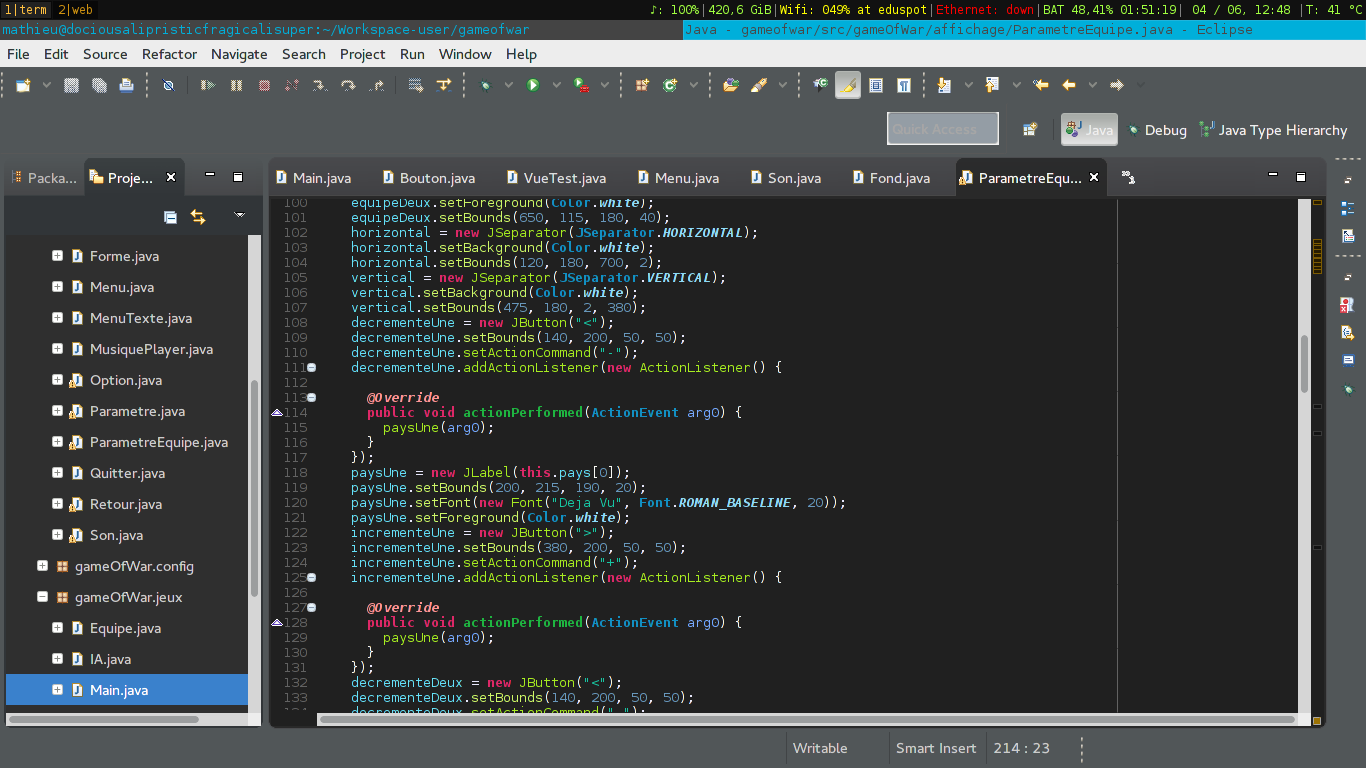 1|term 2|web ♪: 100%|420,6 GiB|Wifi: 049% at eduspot|Ethernet: down|BAT 48,41% 01:51:19| 04 / 06, 12:48 |T: 41 °C
mathieu@dociousalipristicfragicalisuper:~/Workspace-user/gameofwar Java - gameofwar/src/gameOfWar/affichage/ParametreEquipe.java - Eclipse
File Edit Source Refactor Navigate Search Project Run Window Help
Quick Access Java Debug Java Type Hierarchy
Packa... Proje... Main.java Bouton.java VueTest.java Menu.java Son.java Fond.java ParametreEqu... »3
Forme.java
Menu.java
MenuTexte.java
MusiquePlayer.java
Option.java
Parametre.java
ParametreEquipe.java
Quitter.java
Retour.java
Son.java
gameOfWar.config
gameOfWar.jeux
Equipe.java
IA.java
Main.java
100 equipeDeux.setForeground(Color.white);
101 equipeDeux.setBounds(650, 115, 180, 40);
102 horizontal = new JSeparator(JSeparator.HORIZONTAL);
103 horizontal.setBackground(Color.white);
104 horizontal.setBounds(120, 180, 700, 2);
105 vertical = new JSeparator(JSeparator.VERTICAL);
106 vertical.setBackground(Color.white);
107 vertical.setBounds(475, 180, 2, 380);
108 decrementeUne = new JButton("<");
109 decrementeUne.setBounds(140, 200, 50, 50);
110 decrementeUne.setActionCommand("-");
111 decrementeUne.addActionListener(new ActionListener() {
112
113 @Override
114 public void actionPerformed(ActionEvent arg0) {
115 paysUne(arg0);
116 }
117 });
118 paysUne = new JLabel(this.pays[0]);
119 paysUne.setBounds(200, 215, 190, 20);
120 paysUne.setFont(new Font("Deja Vu", Font.ROMAN_BASELINE, 20));
121 paysUne.setForeground(Color.white);
122 incrementeUne = new JButton(">");
123 incrementeUne.setBounds(380, 200, 50, 50);
124 incrementeUne.setActionCommand("+");
125 incrementeUne.addActionListener(new ActionListener() {
126
127 @Override
128 public void actionPerformed(ActionEvent arg0) {
129 paysUne(arg0);
130 }
131 });
132 decrementeDeux = new JButton("<");
133 decrementeDeux.setBounds(140, 200, 50, 50);
134 decrementeDeux.setActionCommand("-");
Writable Smart Insert 214 : 23